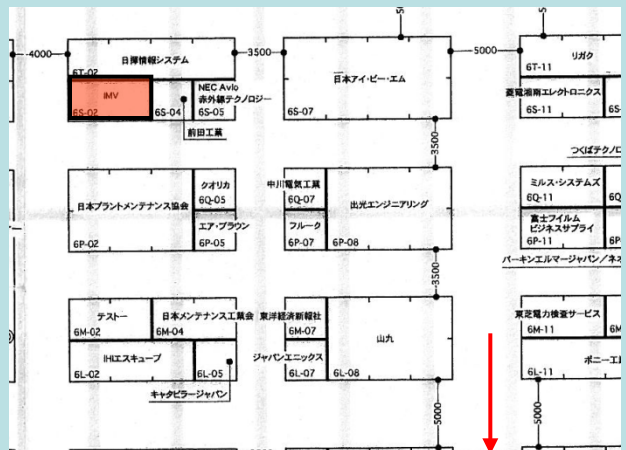 4000
日揮情報システム
6T-02
3500
5000
リガク
6T-11
IMV
6S-02
6S-04
NEC Avio
赤外線テクノロジー
6S-05
前田工業
日本アイ・ビー・エム
6S-07
菱電湘南エレクトロニクス
6S-11
3500
つくばテクノロ
日本プラントメンテナンス協会
6P-02
クオリカ
6Q-05
エア・ブラウン
6P-05
中川電気工業
6Q-07
フルーク
6P-07
出光エンジニアリング
6P-08
ミルス・システムズ
6Q-11
富士フイルム
ビジネスサプライ
6P-11
パーキンエルマージャパン/ネオ
3500
テストー
6M-02
日本メンテナンス工業会
6M-04
東洋経済新報社
6M-07
山九
6L-08
東芝電力検査サービス
6M-11
IHIエスキューブ
6L-02
6L-05
ジャパンエニックス
6L-07
ボニー工
6L-11
キャタピラージャパン
5000
5000